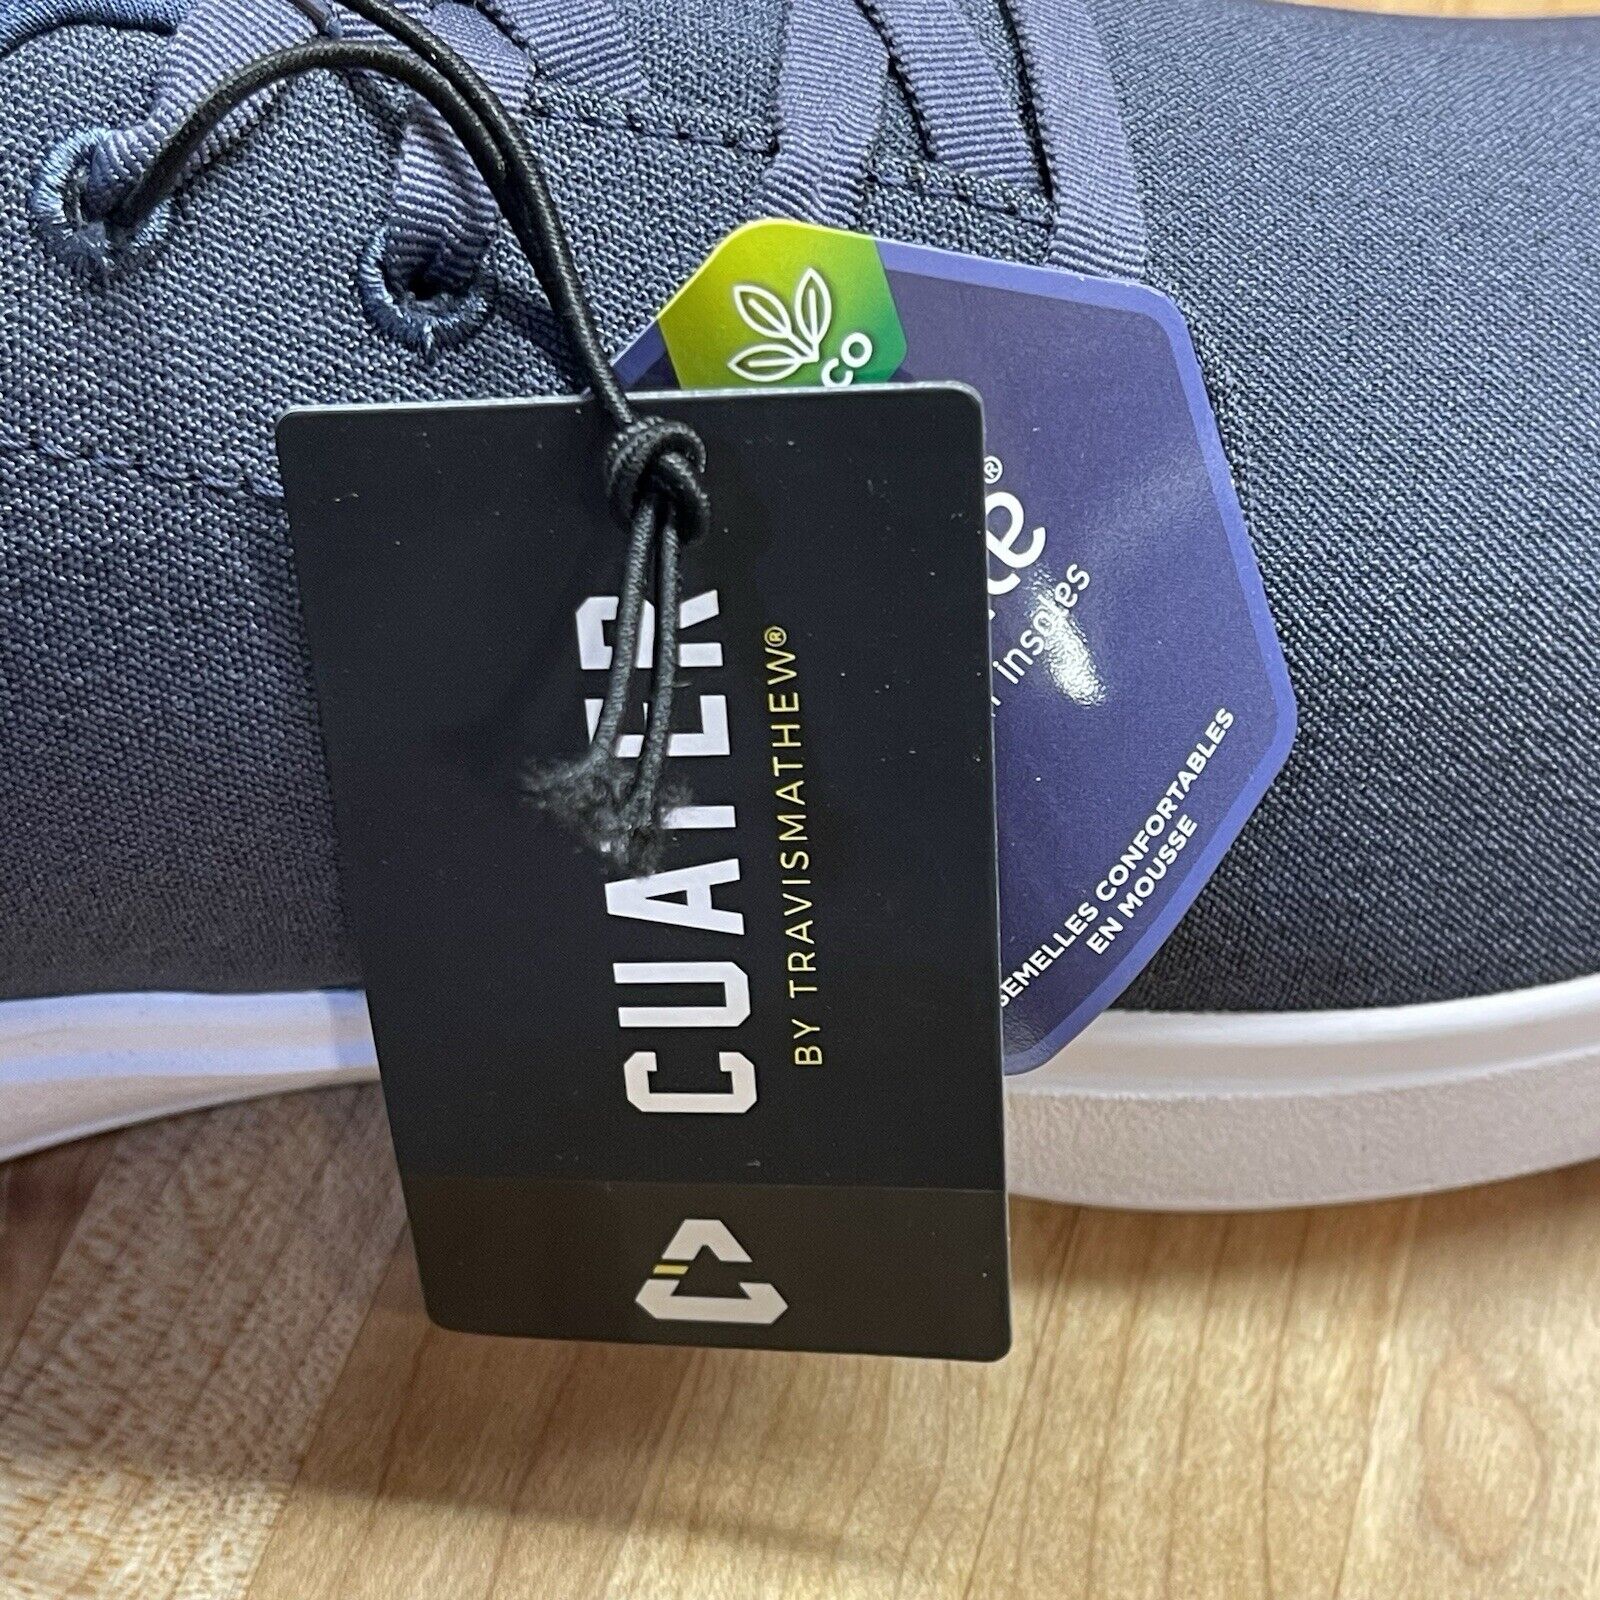 CUATER
BY TRAVISMATHEW®
insoles
SEMELLES CONFORTABLES
EN MOUSSE